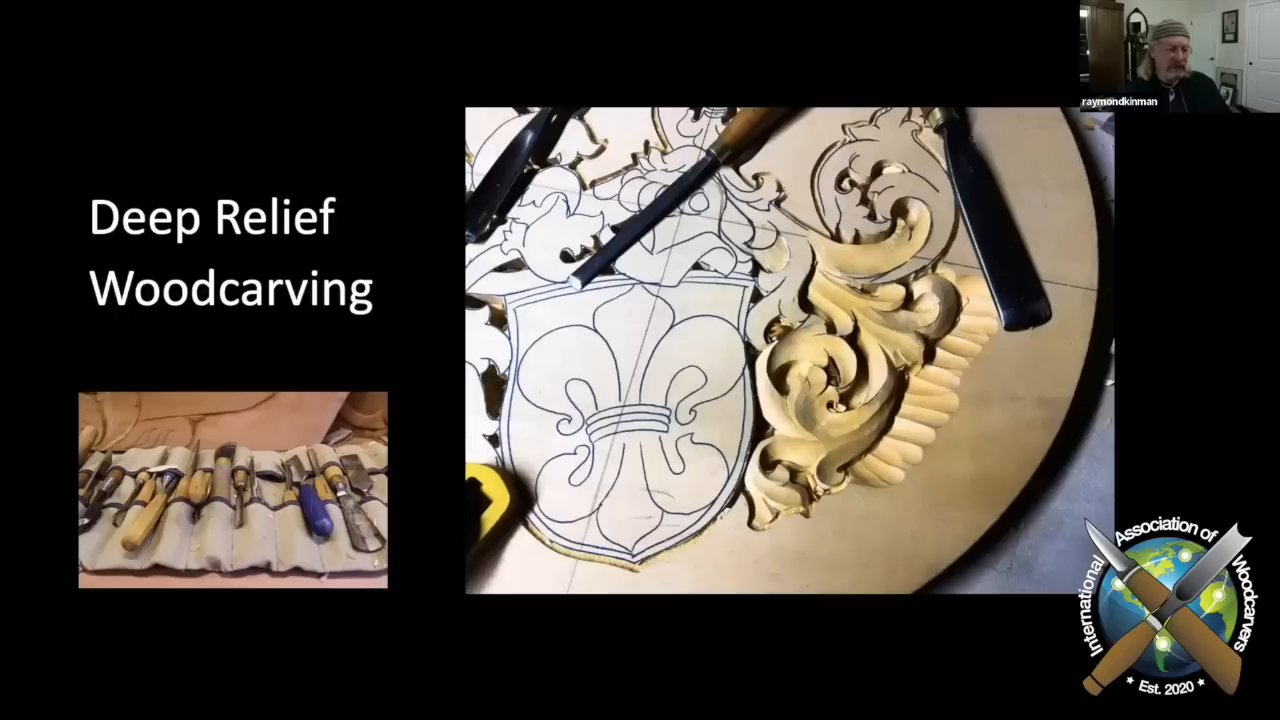 raymondkinman
Deep Relief
Woodcarving
International Association of Woodcarvers
★ Est. 2020 ★